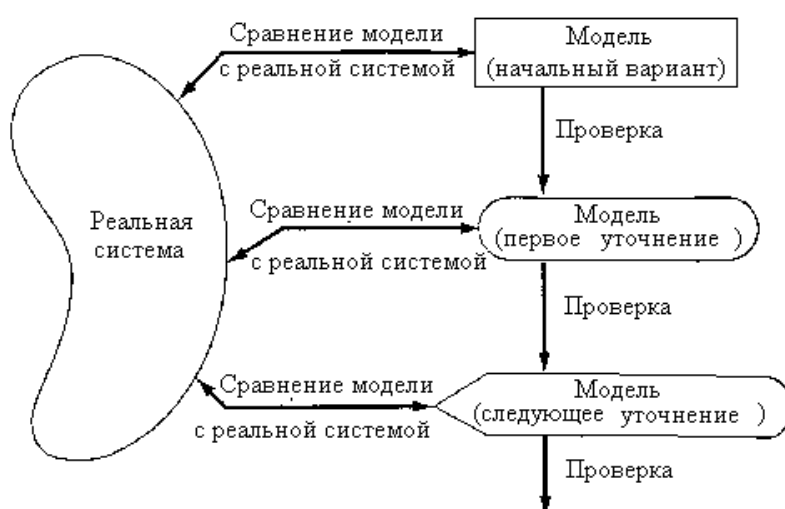 Сравнение модели
с реальной системой
Модель
(начальный вариант)
Проверка
Реальная
система
Сравнение модели
с реальной системой
Модель
(первое уточнение )
Проверка
Сравнение модели
с реальной системой
Модель
(следующее уточнение )
Проверка